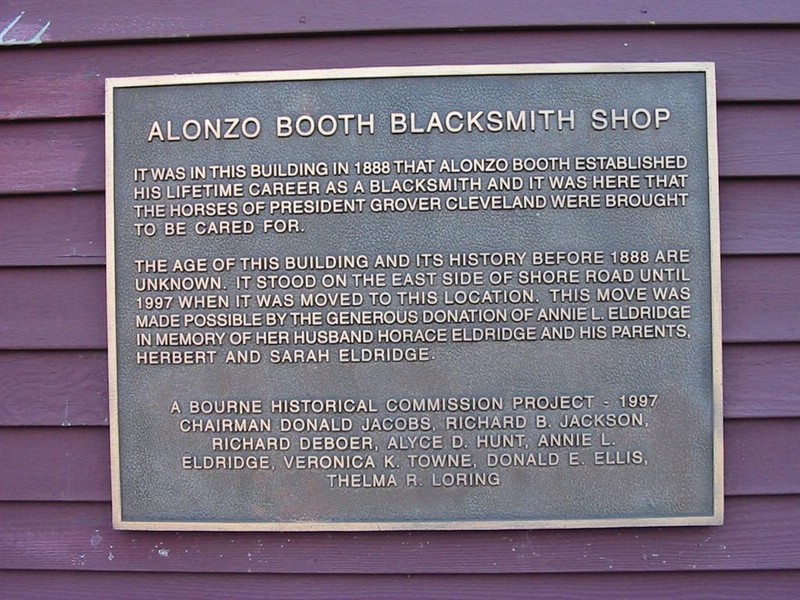 ALONZO BOOTH BLACKSMITH SHOP
IT WAS IN THIS BUILDING IN 1888 THAT ALONZO BOOTH ESTABLISHED
HIS LIFETIME CAREER AS A BLACKSMITH AND IT WAS HERE THAT
THE HORSES OF PRESIDENT GROVER CLEVELAND WERE BROUGHT
TO BE CARED FOR.
THE AGE OF THIS BUILDING AND ITS HISTORY BEFORE 1888 ARE
UNKNOWN. IT STOOD ON THE EAST SIDE OF SHORE ROAD UNTIL
1997 WHEN IT WAS MOVED TO THIS LOCATION. THIS MOVE WAS
MADE POSSIBLE BY THE GENEROUS DONATION OF ANNIE L. ELDRIDGE
IN MEMORY OF HER HUSBAND HORACE ELDRIDGE AND HIS PARENTS,
HERBERT AND SARAH ELDRIDGE.
A BOURNE HISTORICAL COMMISSION PROJECT - 1997
CHAIRMAN DONALD JACOBS, RICHARD B. JACKSON,
RICHARD DEBOER, ALYCE D. HUNT, ANNIE L.
ELDRIDGE, VERONICA K. TOWNE, DONALD E. ELLIS,
THELMA R. LORING